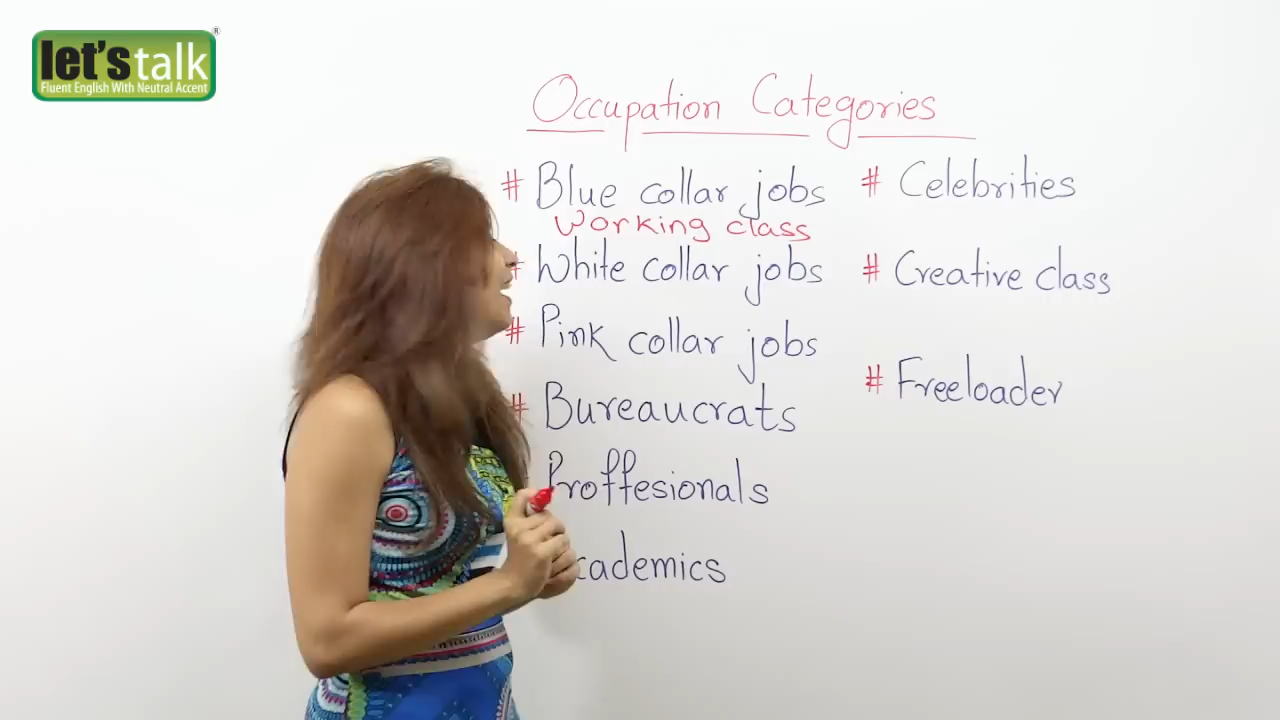 let's talk®
Fluent English With Neutral Accent
Occupation Categories
# Blue collar jobs
working class
# White collar jobs
# Pink collar jobs
# Bureaucrats
Proffesionals
cademics
# Celebrities
# Creative class
# Freeloader